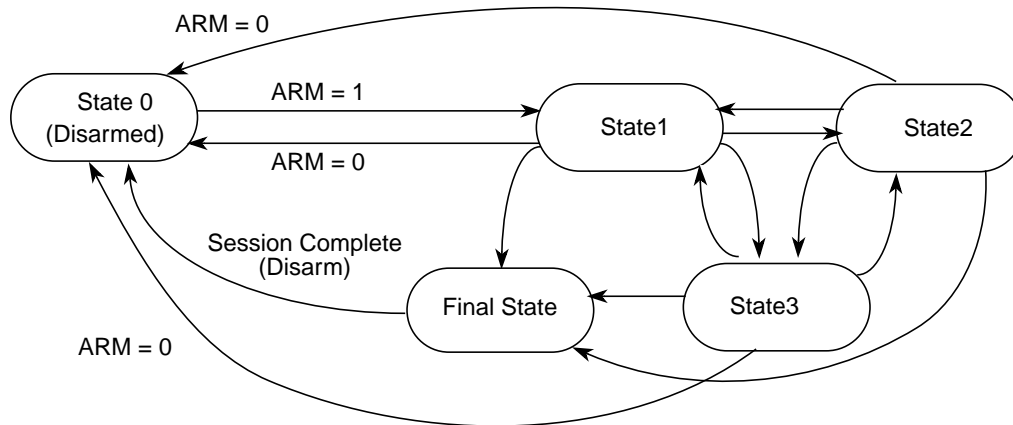 ARM = 0
State 0
(Disarmed)
ARM = 1
State1
State2
ARM = 0
Session Complete
(Disarm)
Final State
State3
ARM = 0